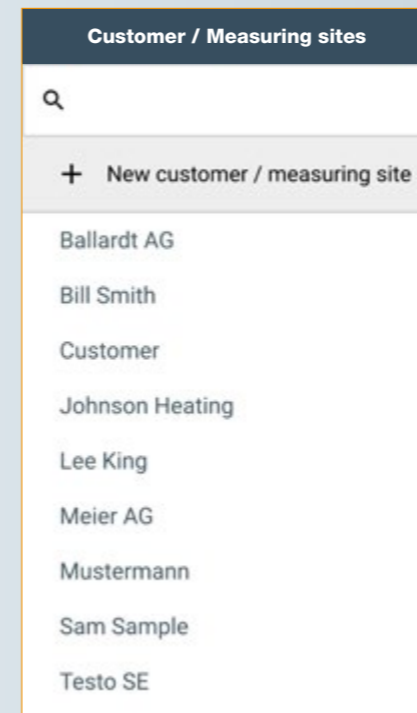 Customer / Measuring sites
+ New customer / measuring site
Ballardt AG
Bill Smith
Customer
Johnson Heating
Lee King
Meier AG
Mustermann
Sam Sample
Testo SE